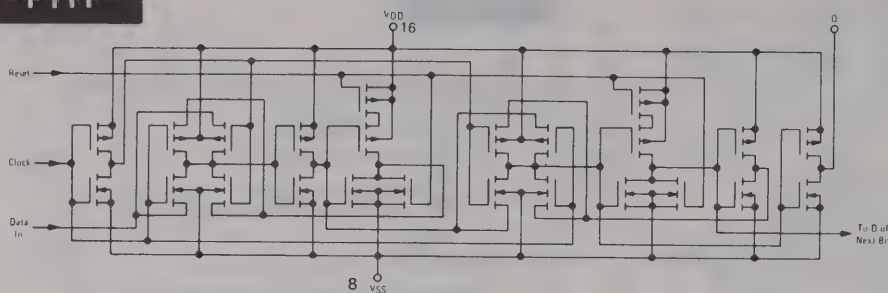 VDD
16
Q
Reset
Clock
Data
In
To D of
Next Bit
8
VSS